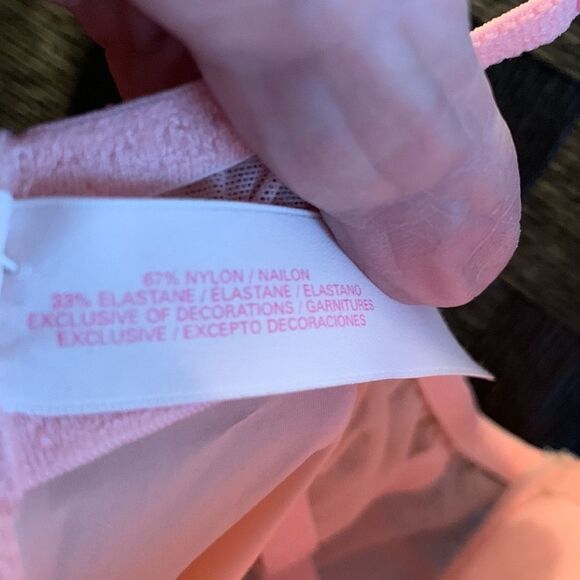 67% NYLON / NAILON
33% ELASTANE / ÉLASTANE / ELASTANO
EXCLUSIVE OF DECORATIONS / GARNITURES
EXCLUSIVE / EXCEPTO DECORACIONES